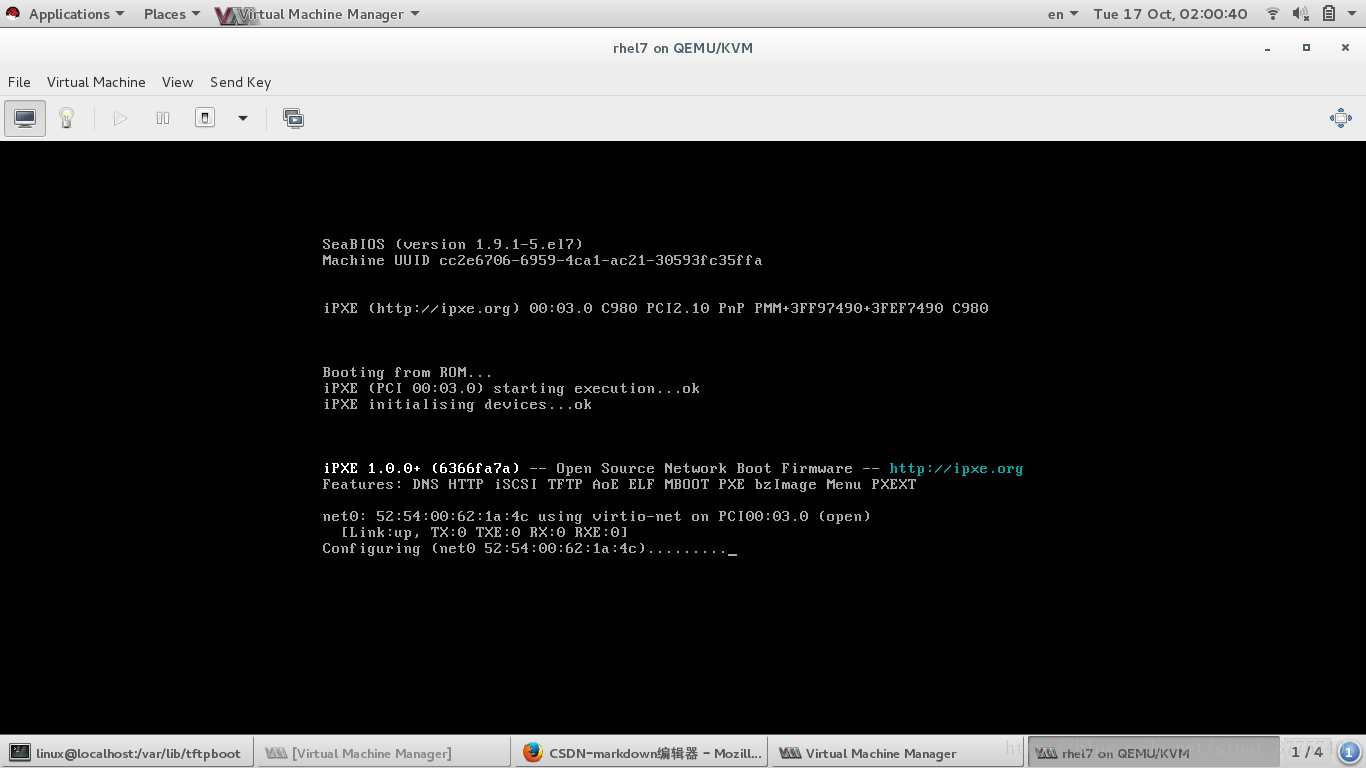 Applications Places Virtual Machine Manager en Tue 17 Oct, 02:00:40
rhel7 on QEMU/KVM
File Virtual Machine View Send Key
SeaBIOS (version 1.9.1-5.el7)
Machine UUID cc2e6706-6959-4ca1-ac21-30593fc35ffa
iPXE (http://ipxe.org) 00:03.0 C980 PCI2.10 PnP PMM+3FF97490+3FEF7490 C980
Booting from ROM...
iPXE (PCI 00:03.0) starting execution...ok
iPXE initialising devices...ok
iPXE 1.0.0+ (6366fa7a) -- Open Source Network Boot Firmware -- http://ipxe.org
Features: DNS HTTP iSCSI TFTP AoE ELF MBOOT PXE bzImage Menu PXEXT
net0: 52:54:00:62:1a:4c using virtio-net on PCI00:03.0 (open)
[Link:up, TX:0 TXE:0 RX:0 RXE:0]
Configuring (net0 52:54:00:62:1a:4c).........
linux@localhost:/var/lib/tftpboot [Virtual Machine Manager] CSDN-markdown编辑器 - Mozill... Virtual Machine Manager rhel7 on QEMU/KVM 1 / 4 1